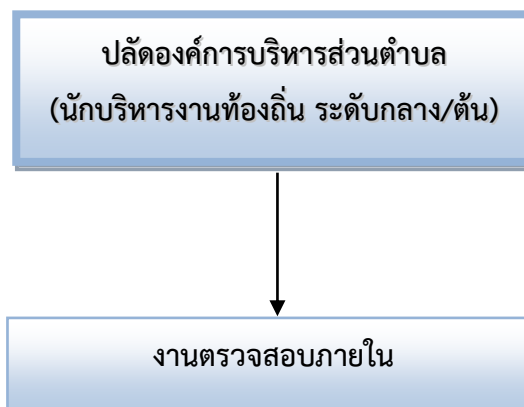 ปลัดองค์การบริหารส่วนตำบล
(นักบริหารงานท้องถิ่น ระดับกลาง/ต้น)
งานตรวจสอบภายใน